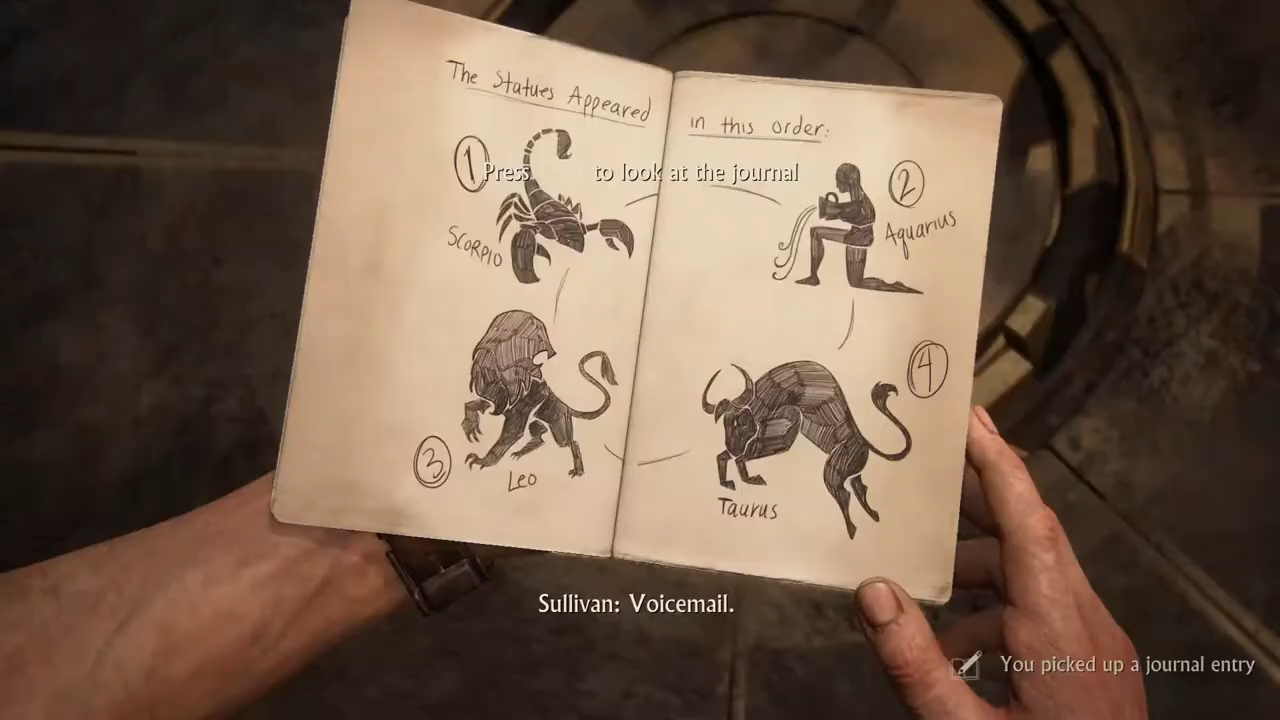 The Statues Appeared
in this order:
1
Press to look at the journal
2
SCORPIO
Aquarius
3
Leo
4
Taurus
Sullivan: Voicemail.
You picked up a journal entry